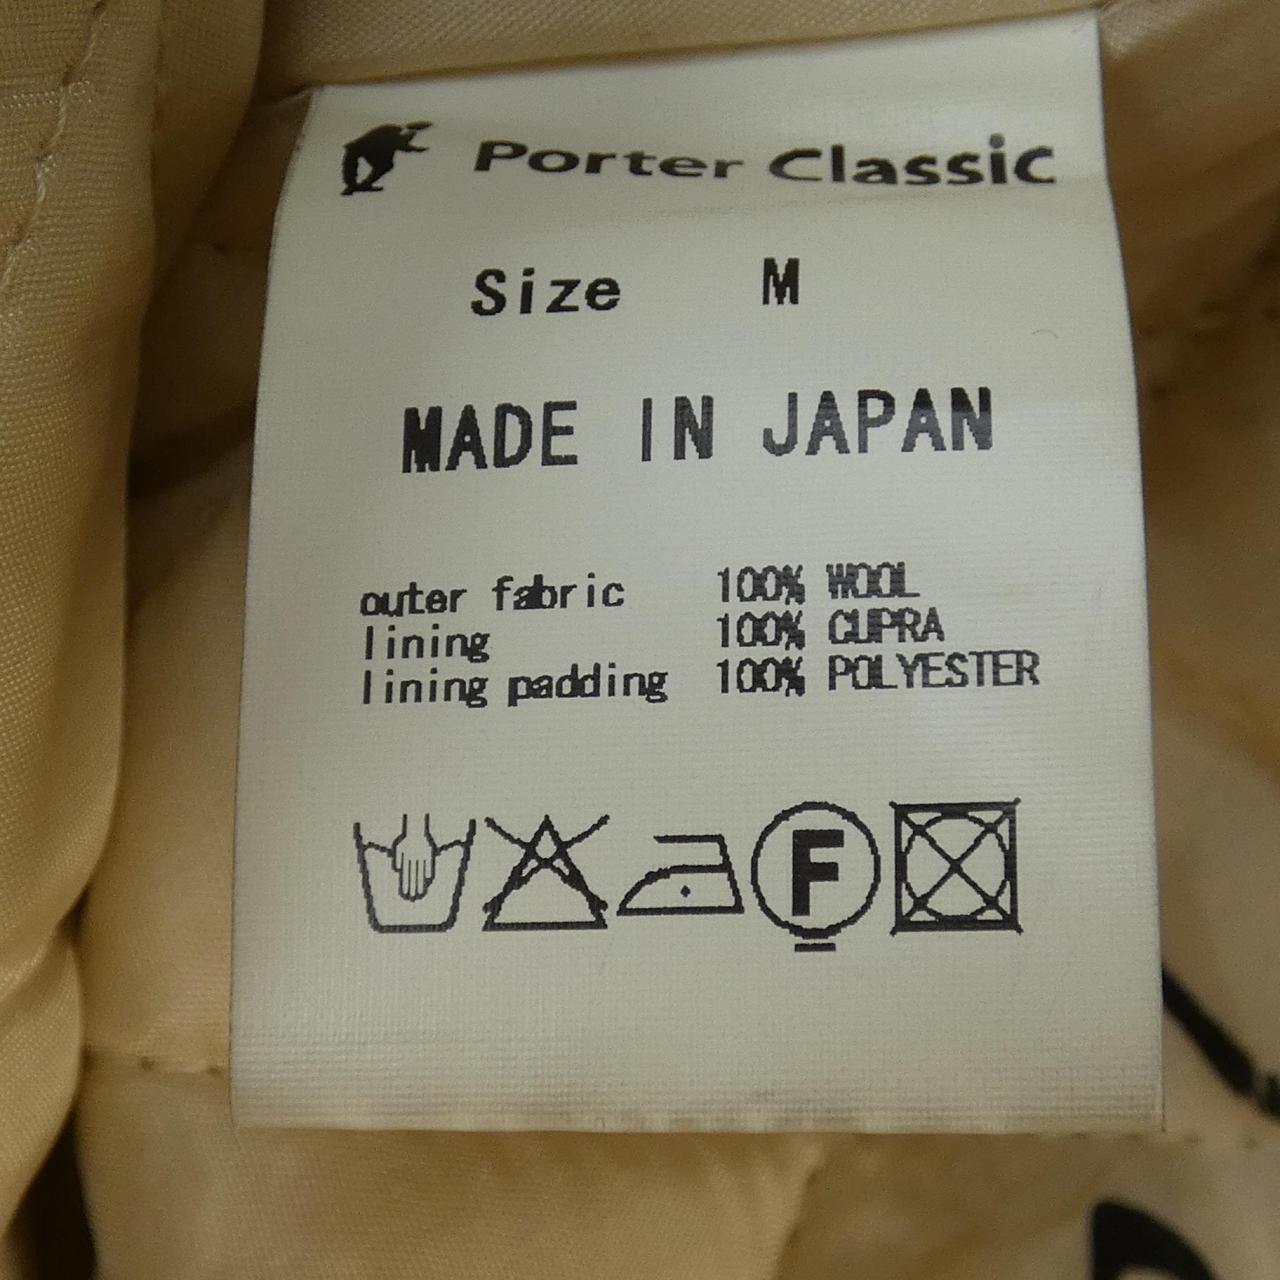 Porter Classic
Size M
MADE IN JAPAN
outer fabric 100% WOOL
lining 100% CUPRA
lining padding 100% POLYESTER
F